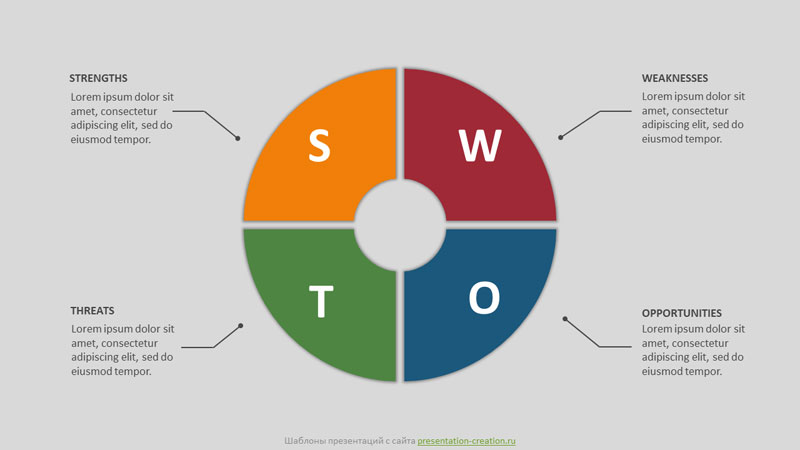 STRENGTHS
Lorem ipsum dolor sit
amet, consectetur
adipiscing elit, sed do
eiusmod tempor.
S
W
WEAKNESSES
Lorem ipsum dolor sit
amet, consectetur
adipiscing elit, sed do
eiusmod tempor.
THREATS
Lorem ipsum dolor sit
amet, consectetur
adipiscing elit, sed do
eiusmod tempor.
T
O
OPPORTUNITIES
Lorem ipsum dolor sit
amet, consectetur
adipiscing elit, sed do
eiusmod tempor.
Шаблоны презентаций с сайта presentation-creation.ru